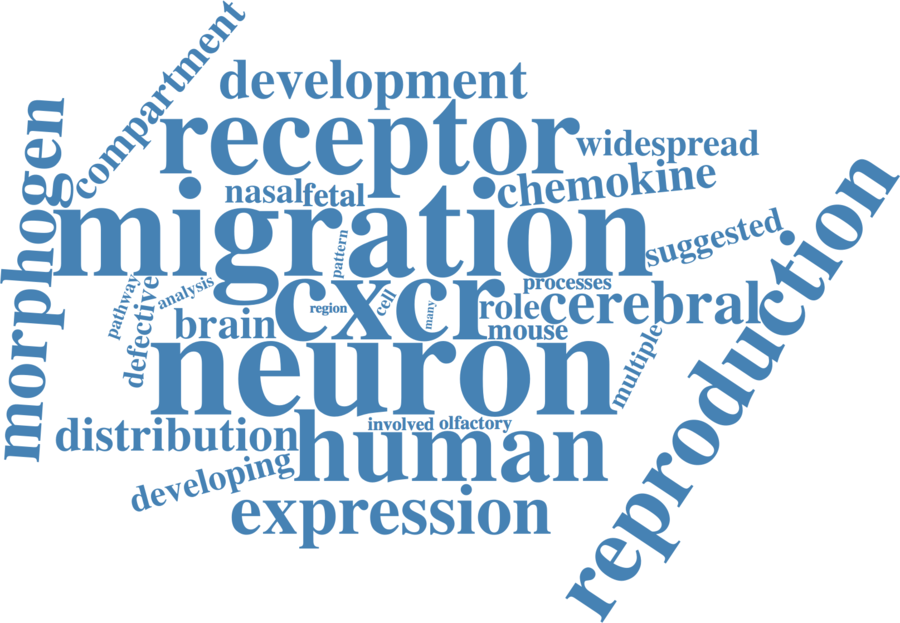 compartment
development
morphogen
receptor
widespread
nasal
fetal
chemokine
migration
pattern
suggested
reproduction
pathway
defective
analysis
brain
cxcr
region
cell
many
processes
role
cerebral
mouse
neuron
multiple
distribution
involved
olfactory
human
developing
expression